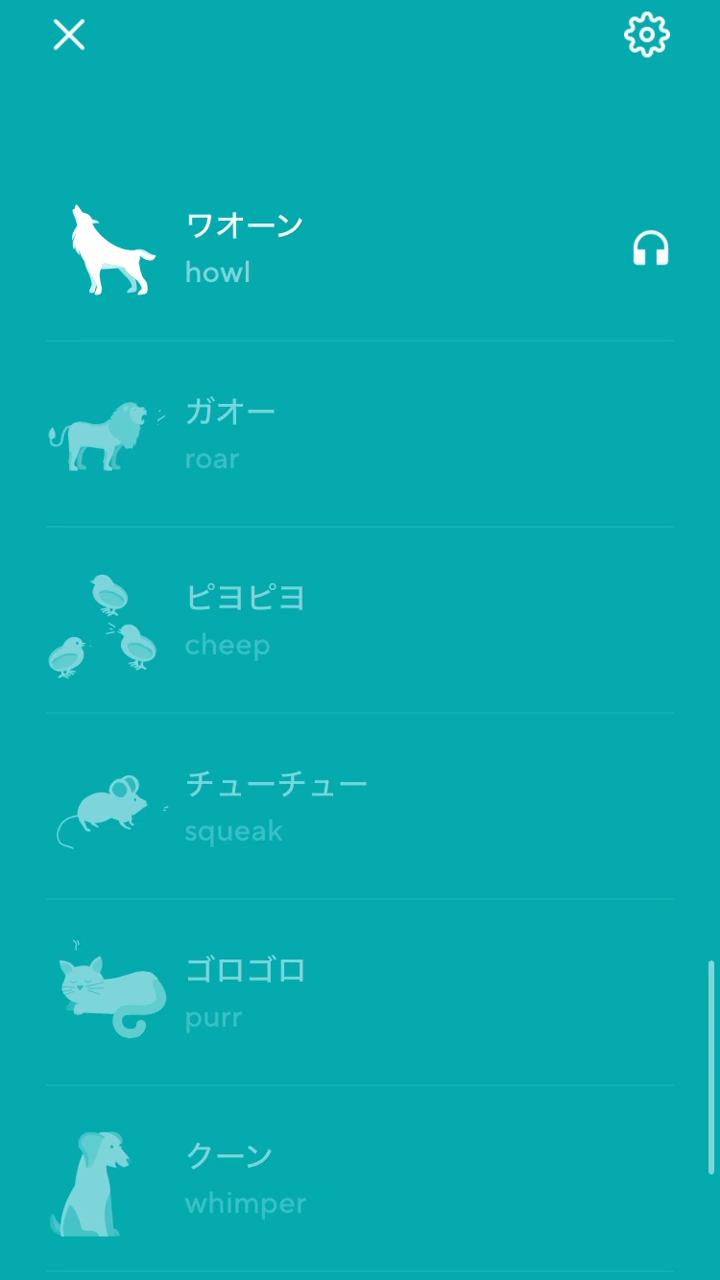 ワオーン
howl
ガオー
roar
ピヨピヨ
cheep
チューチュー
squeak
ゴロゴロ
purr
クーン
whimper